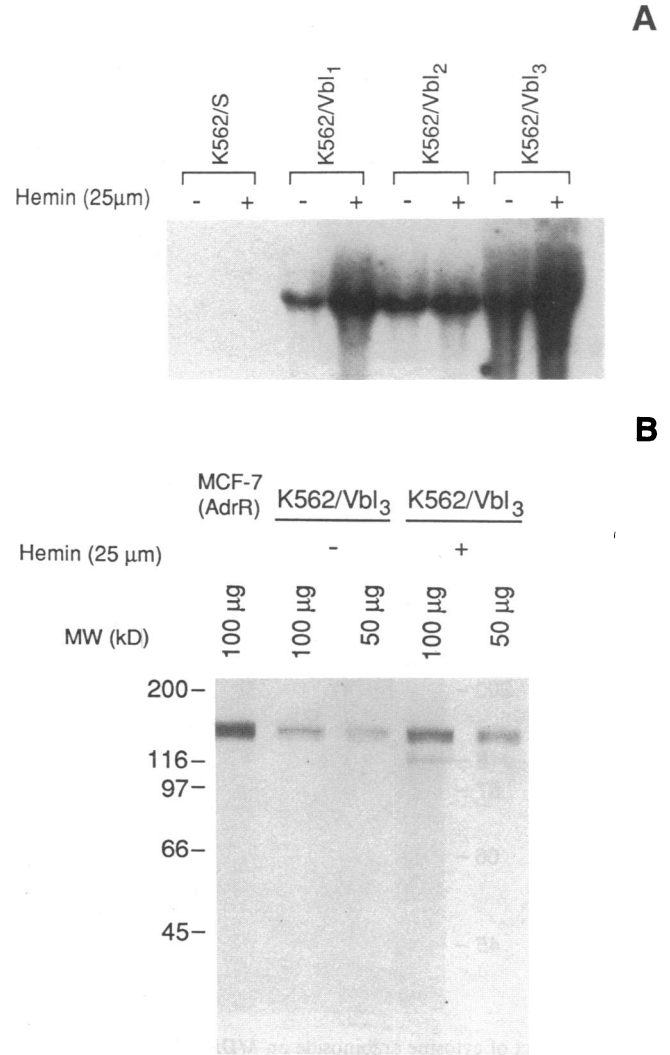 A
K562/S
K562/Vbl1
K562/Vbl2
K562/Vbl3
Hemin (25μm) - + - + - + - +
B
MCF-7 (AdrR)
K562/Vbl3
K562/Vbl3
Hemin (25 μm) - +
MW (kD)
100 μg
100 μg
50 μg
100 μg
50 μg
200-
116-
97-
66-
45-